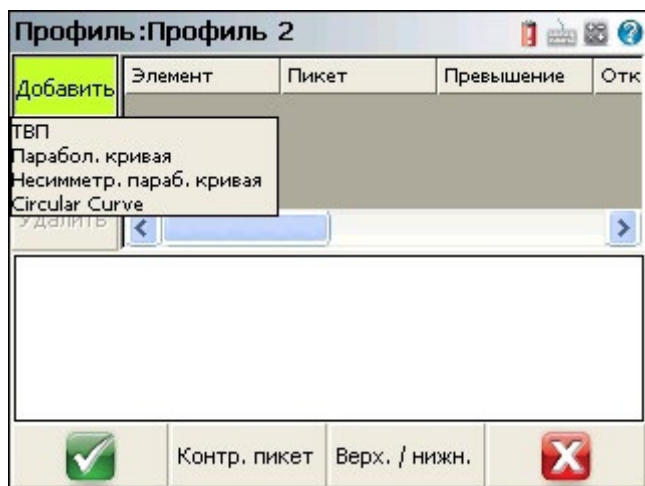 Профиль:Профиль 2
Добавить Элемент Пикет Превышение Отк
ТВП
Парабол. кривая
Несимметр. параб. кривая
Circular Curve
Удалить
Контр. пикет Верх. / нижн.